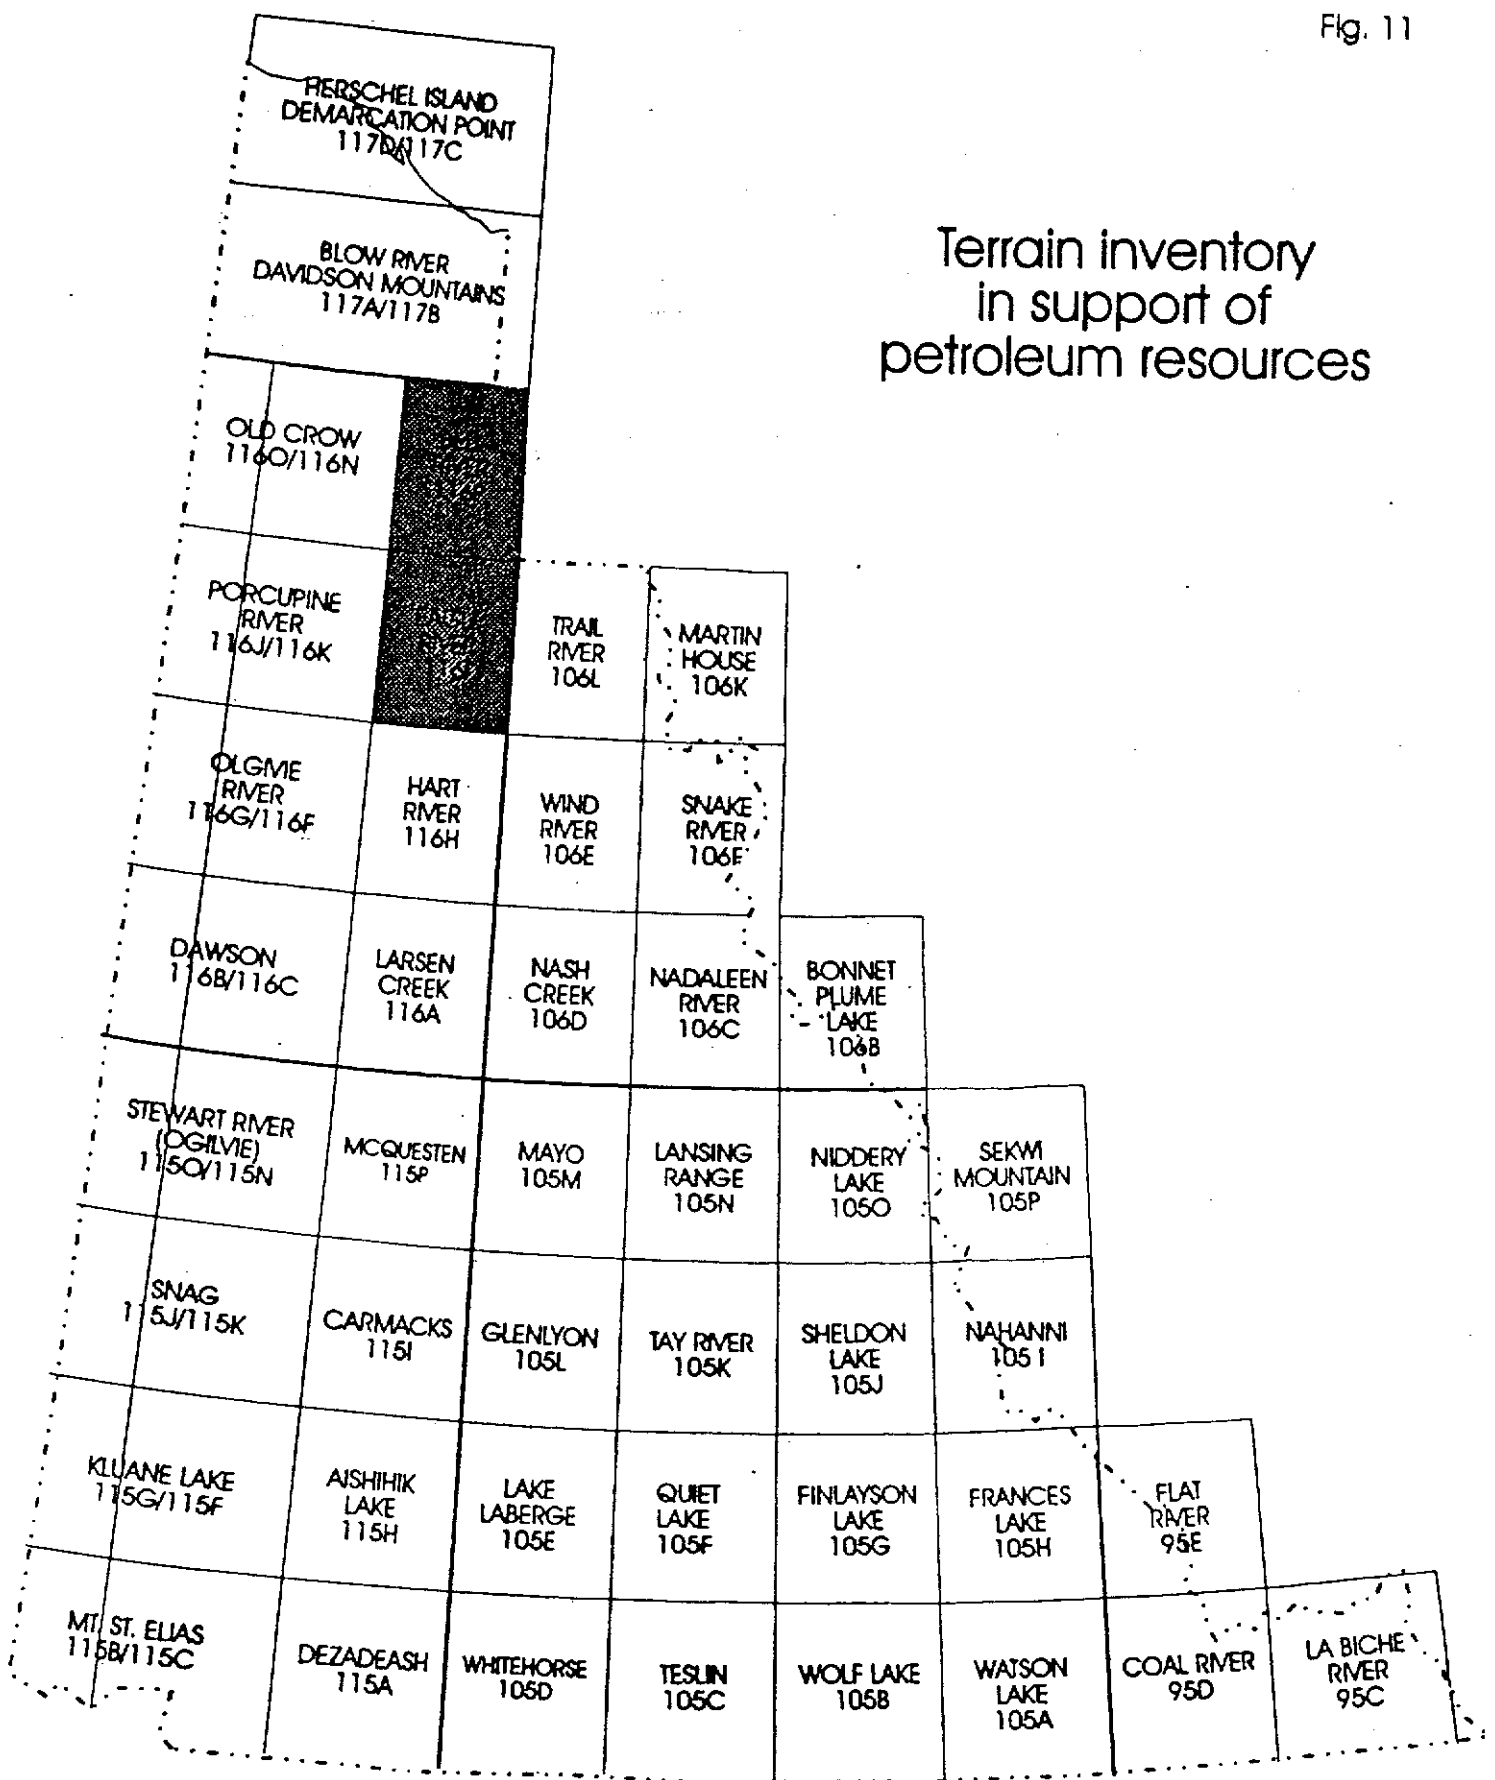 Fig. 11
Terrain inventory
in support of
petroleum resources
HERSCHEL ISLAND
DEMARCATION POINT
117D/117C
BLOW RIVER
DAVIDSON MOUNTAINS
117A/117B
OLD CROW
116O/116N
PORCUPINE
RIVER
116J/116K
TRAIL
RIVER
106L
MARTIN
HOUSE
106K
OLGIVIE
RIVER
116G/116F
HART
RIVER
116H
WIND
RIVER
106E
SNAKE
RIVER
106F
DAWSON
116B/116C
LARSEN
CREEK
116A
NASH
CREEK
106D
NADALEEN
RIVER
106C
BONNET
PLUME
LAKE
106B
STEWART RIVER
(OGILVIE)
115O/115N
MCQUESTEN
115P
MAYO
105M
LANSING
RANGE
105N
NIDDERY
LAKE
105O
SEKWI
MOUNTAIN
105P
SNAG
115J/115K
CARMACKS
115I
GLENLYON
105L
TAY RIVER
105K
SHELDON
LAKE
105J
NAHANNI
105 I
KLUANE LAKE
115G/115F
AISHIHIK
LAKE
115H
LAKE
LABERGE
105E
QUIET
LAKE
105F
FINLAYSON
LAKE
105G
FRANCES
LAKE
105H
FLAT
RIVER
95E
MT. ST. ELIAS
115B/115C
DEZADEASH
115A
WHITEHORSE
105D
TESLIN
105C
WOLF LAKE
105B
WATSON
LAKE
105A
COAL RIVER
95D
LA BICHE
RIVER
95C